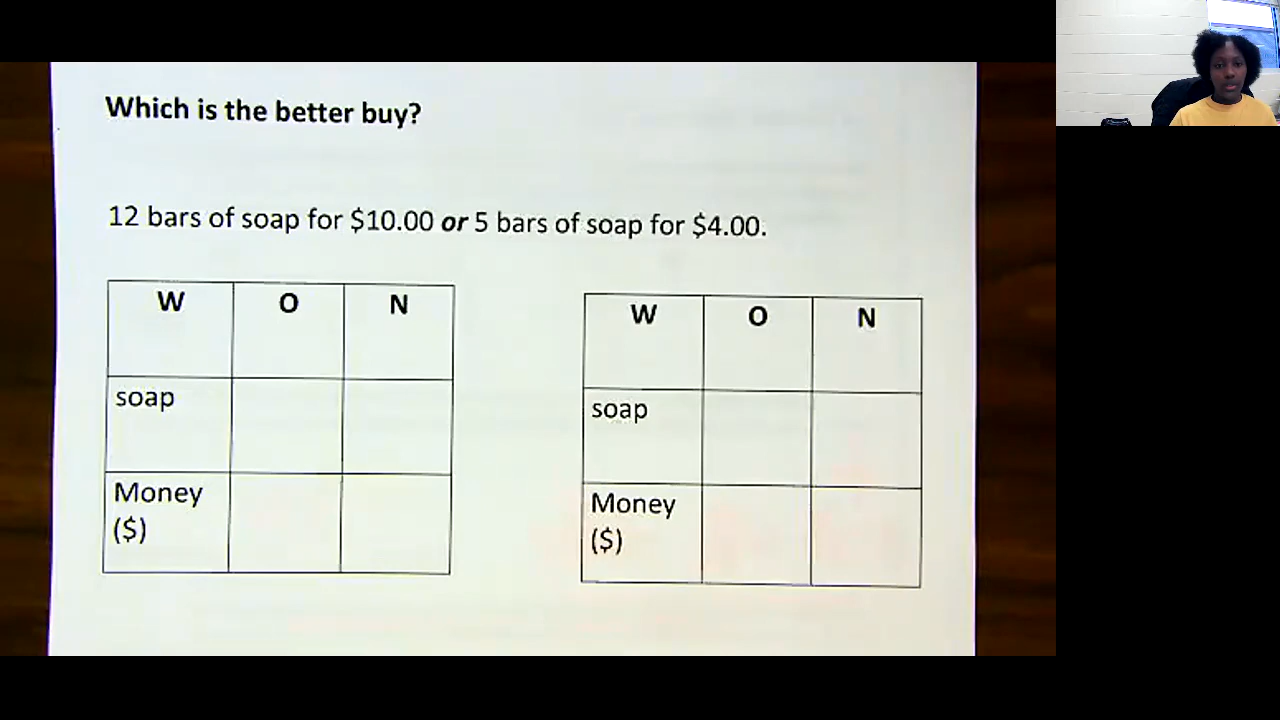 Which is the better buy?
12 bars of soap for $10.00 or 5 bars of soap for $4.00.
W O N
soap
Money
($)
W O N
soap
Money
($)